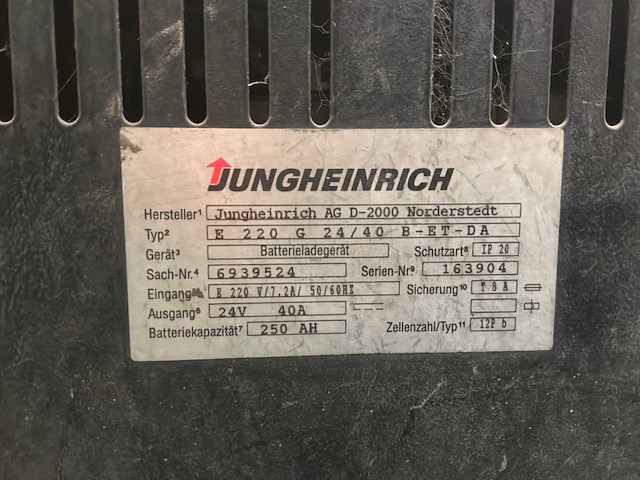 JUNGHEINRICH
Hersteller¹ Jungheinrich AG D-2000 Norderstedt
Typ² E 220 G 24/40 B-ET-DA
Gerät³ Batterieladegerät Schutzart⁸ IP 20
Sach-Nr.⁴ 6939524 Serien-Nr⁹ 163904
Eingang⁵ E 220 V/7.2A/ 50/60HZ Sicherung¹⁰ T 8 A
Ausgang⁶ 24V 40A
Batteriekapazität⁷ 250 AH Zellenzahl/Typ¹¹ 12P b